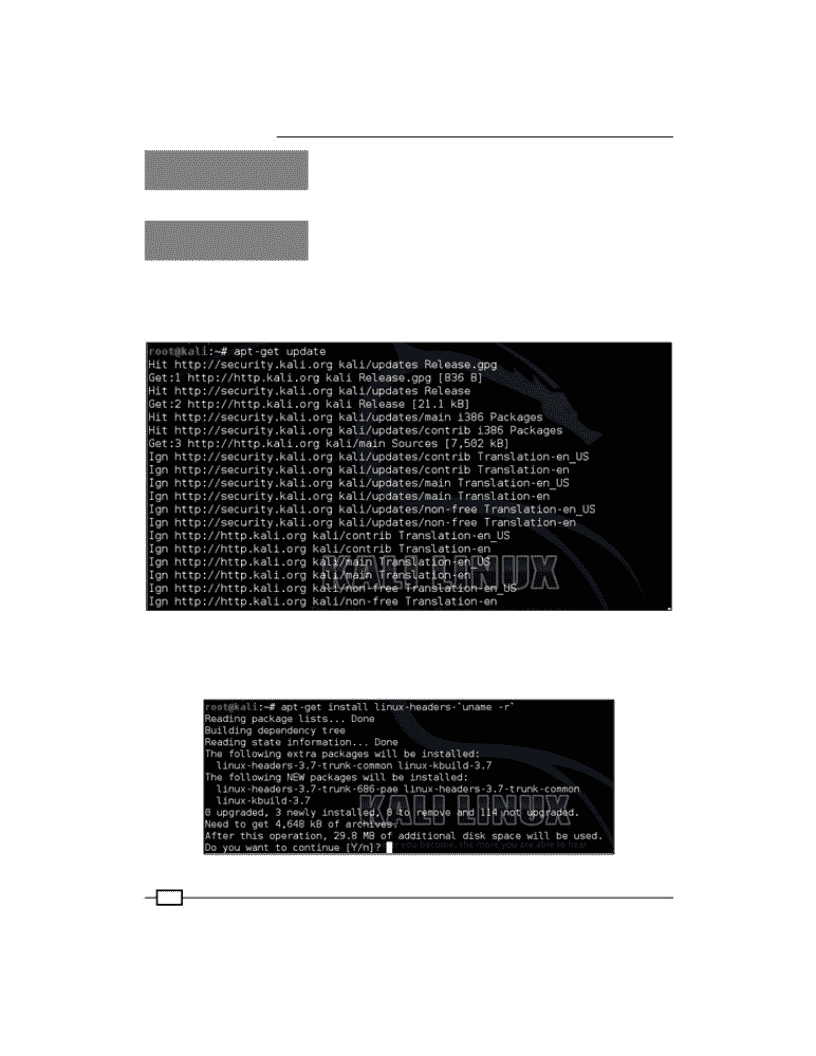 root@kali:~# apt-get update
Hit http://security.kali.org kali/updates Release.gpg
Get:1 http://http.kali.org kali Release.gpg [836 B]
Hit http://security.kali.org kali/updates Release
Get:2 http://http.kali.org kali Release [21.1 kB]
Hit http://security.kali.org kali/updates/main i386 Packages
Hit http://security.kali.org kali/updates/contrib i386 Packages
Get:3 http://http.kali.org kali/main Sources [7,502 kB]
Ign http://security.kali.org kali/updates/contrib Translation-en_US
Ign http://security.kali.org kali/updates/contrib Translation-en
Ign http://security.kali.org kali/updates/main Translation-en_US
Ign http://security.kali.org kali/updates/main Translation-en
Ign http://security.kali.org kali/updates/non-free Translation-en_US
Ign http://security.kali.org kali/updates/non-free Translation-en
Ign http://http.kali.org kali/contrib Translation-en_US
Ign http://http.kali.org kali/contrib Translation-en
Ign http://http.kali.org kali/main Translation-en_US
Ign http://http.kali.org kali/main Translation-en
Ign http://http.kali.org kali/non-free Translation-en_US
Ign http://http.kali.org kali/non-free Translation-en
KALI LINUX
root@kali:~# apt-get install linux-headers-`uname -r`
Reading package lists... Done
Building dependency tree
Reading state information... Done
The following extra packages will be installed:
linux-headers-3.7-trunk-common linux-kbuild-3.7
The following NEW packages will be installed:
linux-headers-3.7-trunk-686-pae linux-headers-3.7-trunk-common
linux-kbuild-3.7
0 upgraded, 3 newly installed, 0 to remove and 114 not upgraded.
Need to get 4,648 kB of archives.
After this operation, 29.8 MB of additional disk space will be used.
Do you want to continue [Y/n]?
KALI LINUX
you become, the more you are able to hear